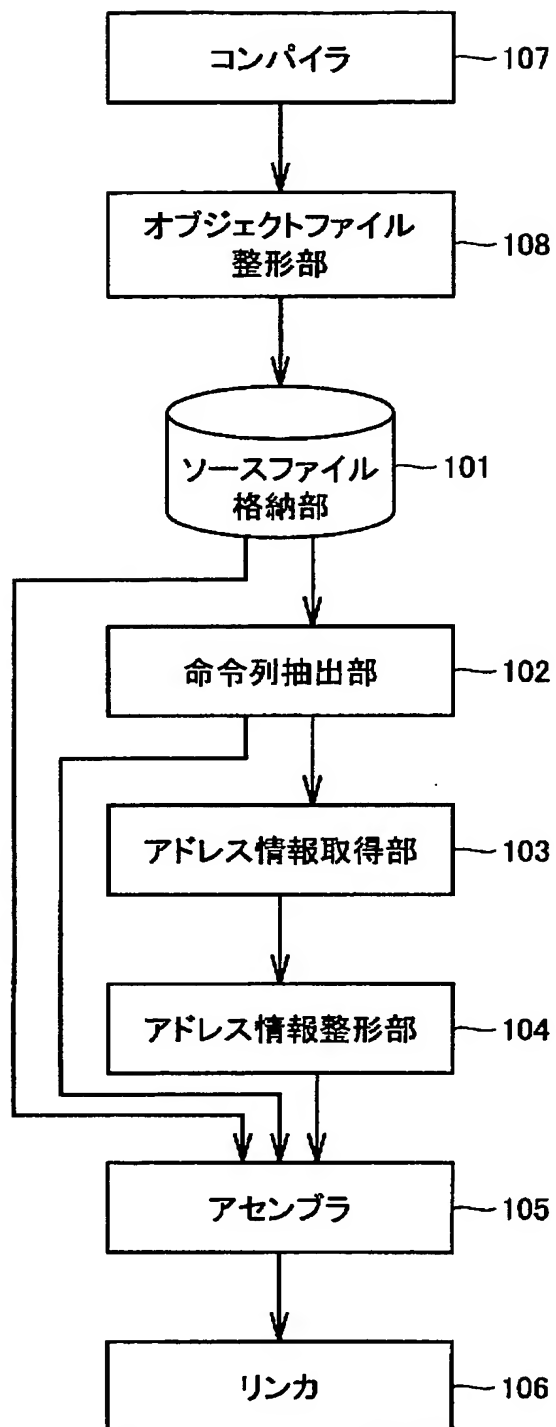 コンパイラ 107
オブジェクトファイル
整形部 108
ソースファイル
格納部 101
命令列抽出部 102
アドレス情報取得部 103
アドレス情報整形部 104
アセンブラ 105
リンカ 106